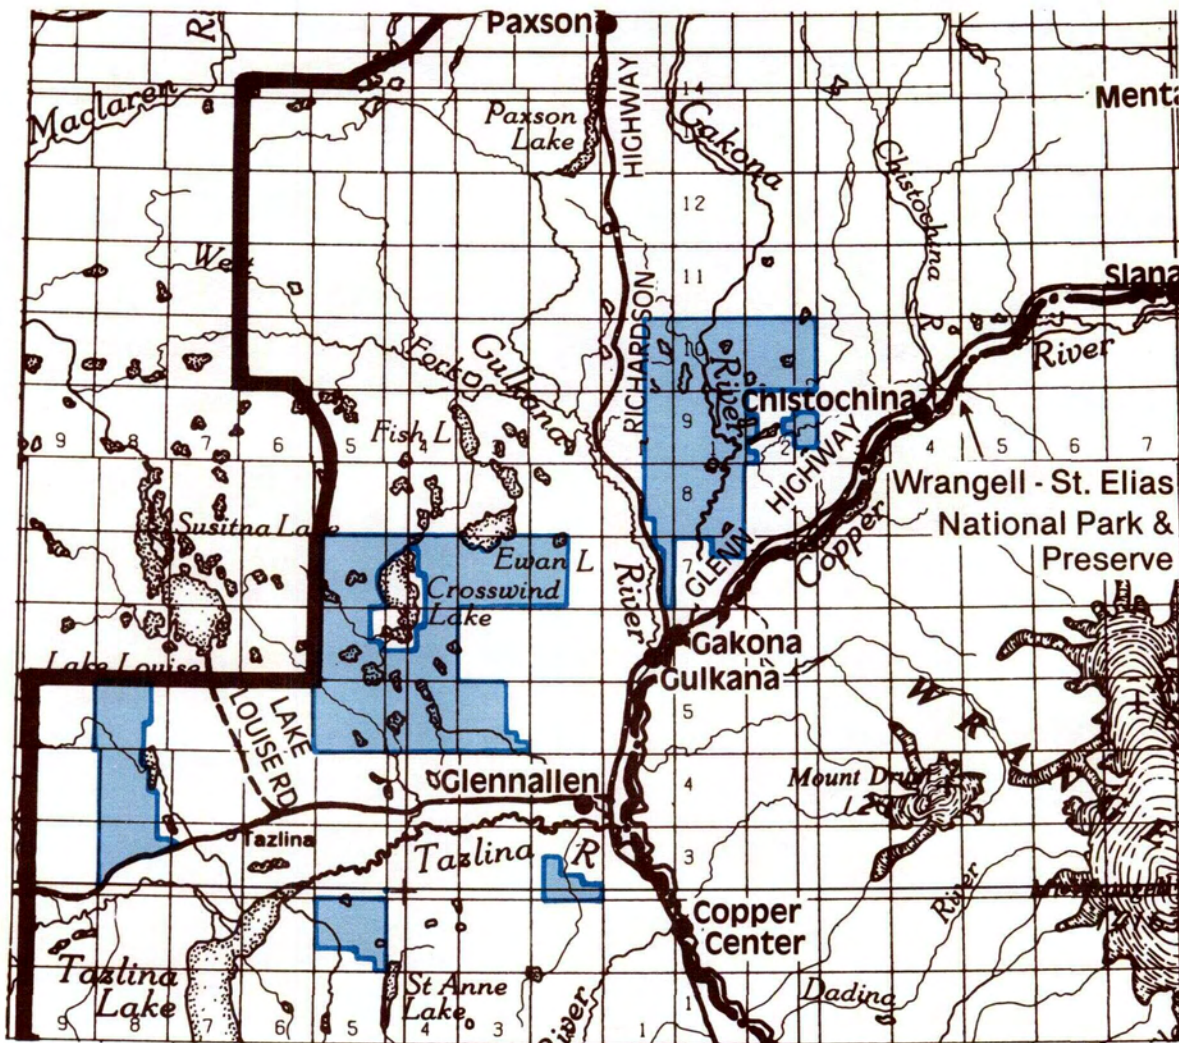 Paxson
R
Maclaren
14
Menta
Paxson
Lake
HIGHWAY
Gakona
Chistochina
R
12
West
11
Slana
RICHARDSON
10
River
Fork
Gulkana
River
Chistochina
9
8
7
6
5
Fish L
4
1
9
2
4
5
7
HIGHWAY
8
Wrangell - St. Elias
National Park &
Preserve
Susitna Lake
Ewan L
7
GLENN
Copper
Crosswind
Lake
River
Gakona
Gulkana
Lake Louise
LAKE
LOUISE RD
5
W R A
Glennallen
4
Mount Drum
Tazlina
Tazlina R
3
River
Copper
Center
Tazlina
Lake
St Anne
Lake
Dadina
9
8
7
6
5
4
3
River
1
1